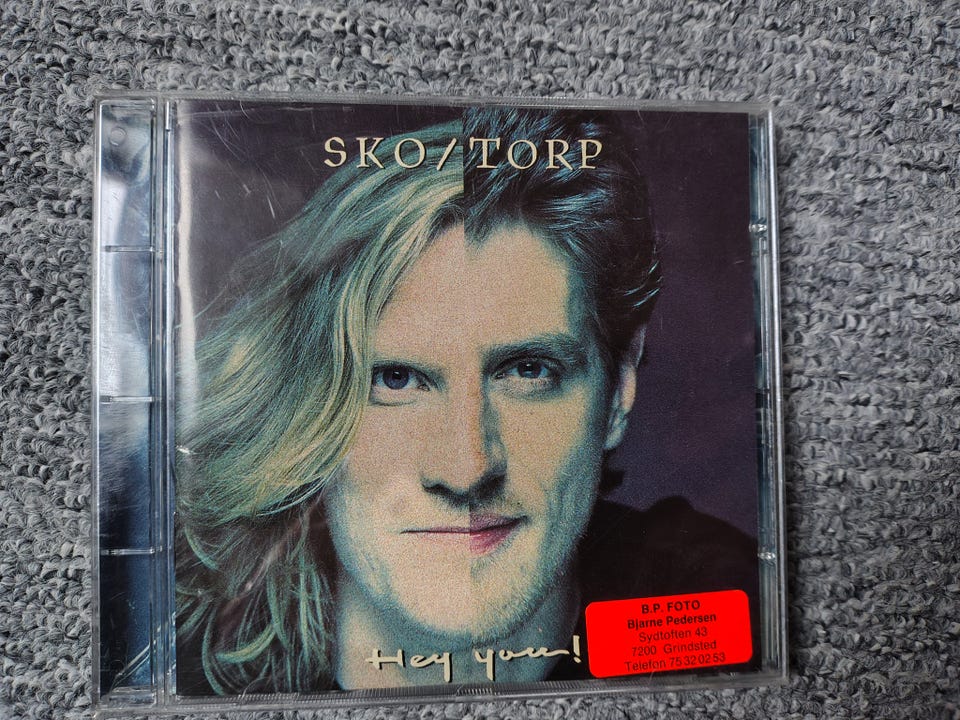 SKO/TORP
Hey you!
B.P. FOTO
Bjarne Pedersen
Sydtoften 43
7200 Grindsted
Telefon 75 32 02 53